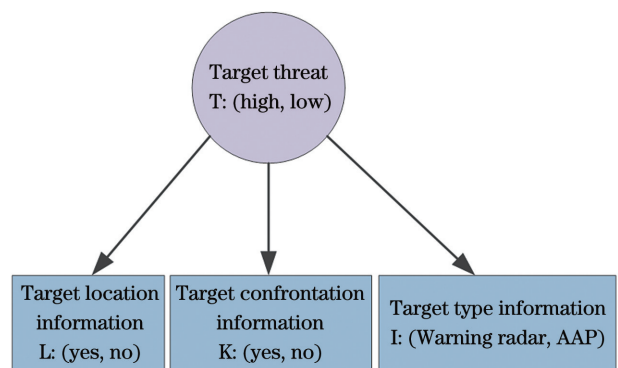 Target threat
T: (high, low)
Target location
information
L: (yes, no)
Target confrontation
information
K: (yes, no)
Target type information
I: (Warning radar, AAP)